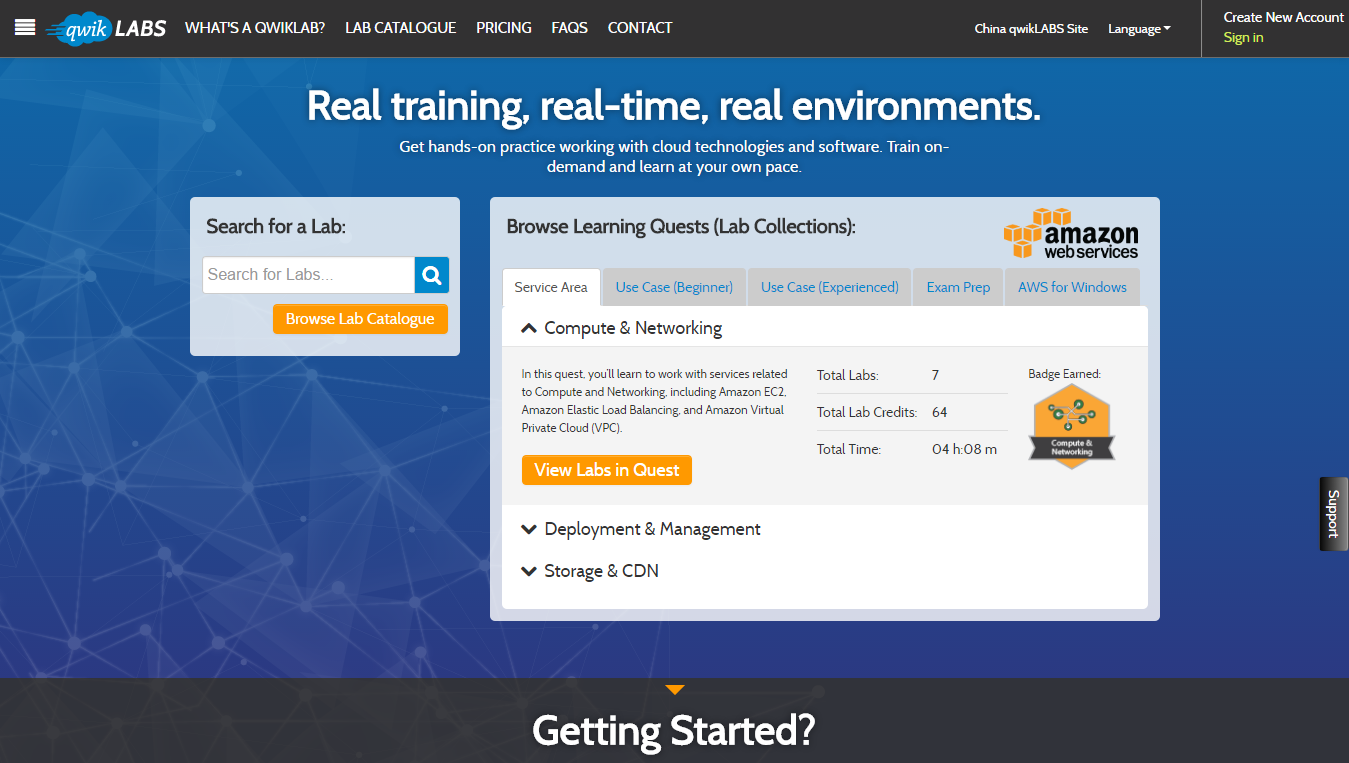 qwik LABS
WHAT'S A QWIKLAB?
LAB CATALOGUE
PRICING
FAQS
CONTACT
China qwikLABS Site
Language
Create New Account
Sign in
Real training, real-time, real environments.
Get hands-on practice working with cloud technologies and software. Train on-
demand and learn at your own pace.
Search for a Lab:
Search for Labs...
Browse Lab Catalogue
Browse Learning Quests (Lab Collections):
amazon
web services
Service Area
Use Case (Beginner)
Use Case (Experienced)
Exam Prep
AWS for Windows
Compute & Networking
In this quest, you'll learn to work with services related
to Compute and Networking, including Amazon EC2,
Amazon Elastic Load Balancing, and Amazon Virtual
Private Cloud (VPC).
View Labs in Quest
Total Labs: 7
Total Lab Credits: 64
Total Time: 04 h:08 m
Badge Earned:
Compute &
Networking
Deployment & Management
Storage & CDN
Support
Getting Started?